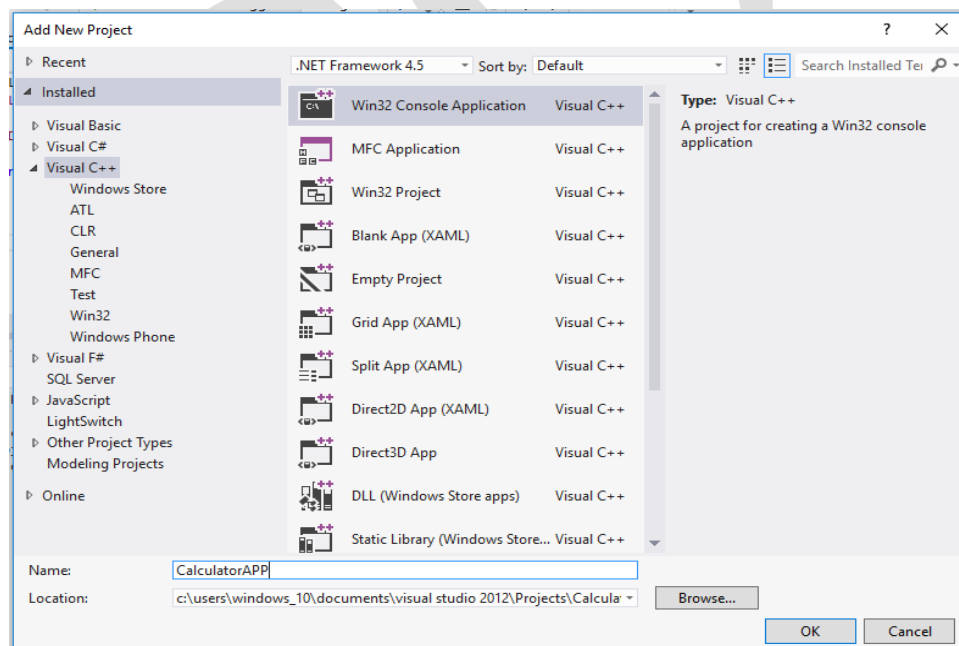 Add New Project
? ×
Recent
.NET Framework 4.5 Sort by: Default
Search Installed Te
Installed
Visual Basic
Visual C#
Visual C++
Windows Store
ATL
CLR
General
MFC
Test
Win32
Windows Phone
Visual F#
SQL Server
JavaScript
LightSwitch
Other Project Types
Modeling Projects
Online
Win32 Console Application Visual C++
MFC Application Visual C++
Win32 Project Visual C++
Blank App (XAML) Visual C++
Empty Project Visual C++
Grid App (XAML) Visual C++
Split App (XAML) Visual C++
Direct2D App (XAML) Visual C++
Direct3D App Visual C++
DLL (Windows Store apps) Visual C++
Static Library (Windows Store... Visual C++
Type: Visual C++
A project for creating a Win32 console
application
Name: CalculatorAPP
Location: c:\users\windows_10\documents\visual studio 2012\Projects\Calcula
Browse...
OK Cancel